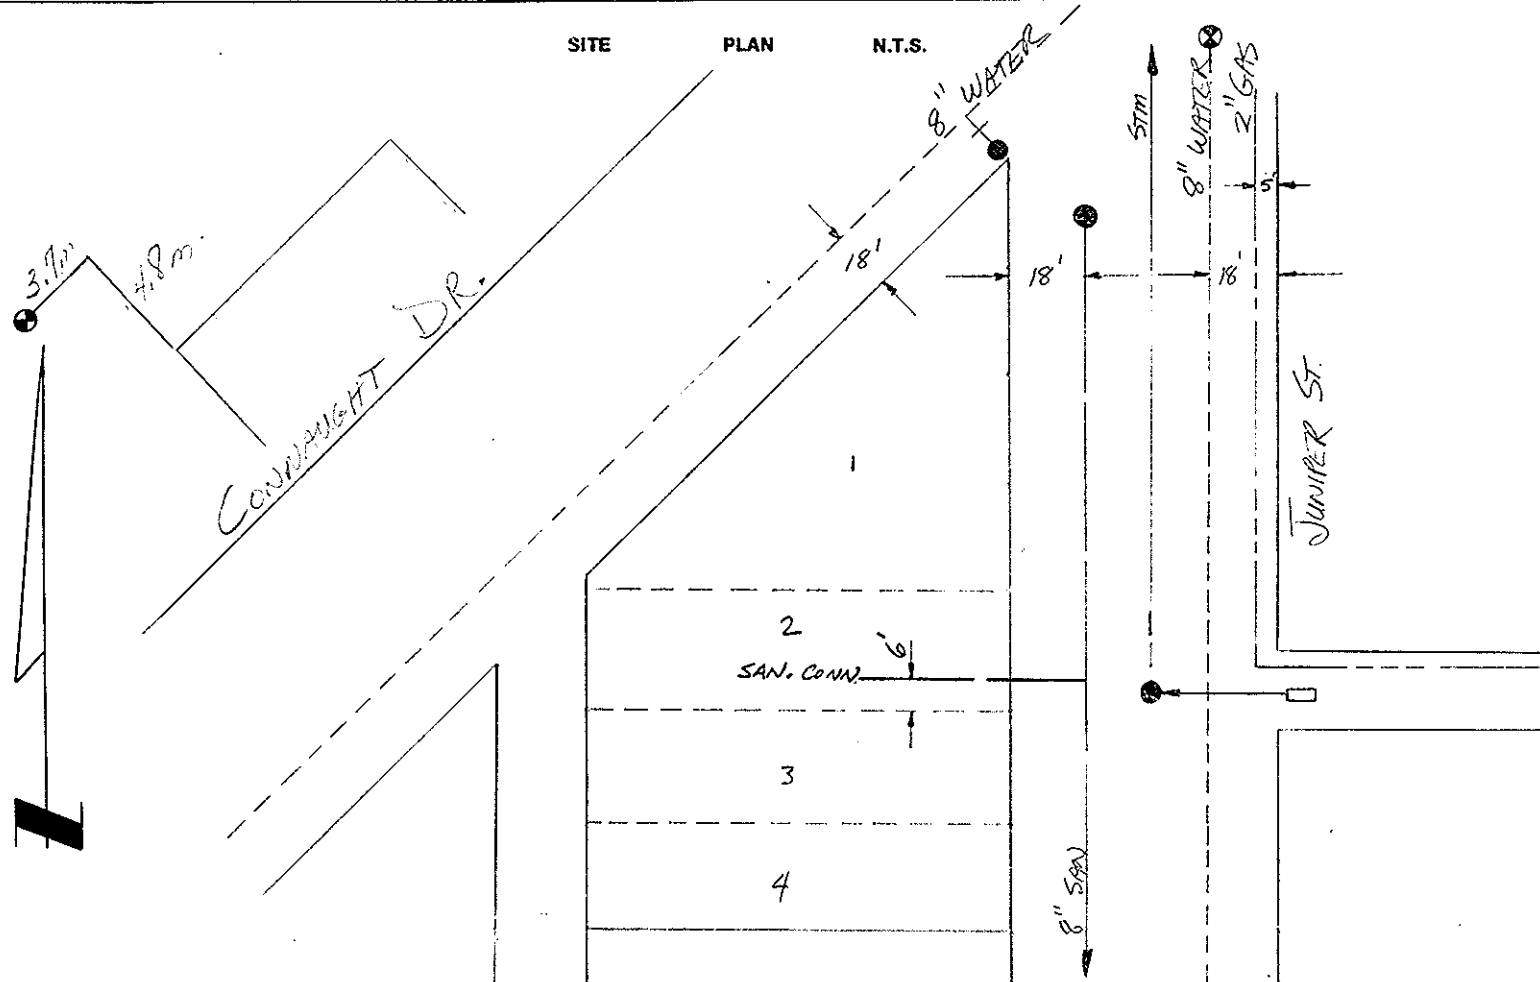 SITE PLAN N.T.S.
8" WATER
STM
8" WATER
2" GAS
5'
3.7m
4.8m.
18'
18'
18'
CONNAUGHT DR.
JUNIPER ST.
1
2
6'
SAN. CONN.
3
4
8" SAN